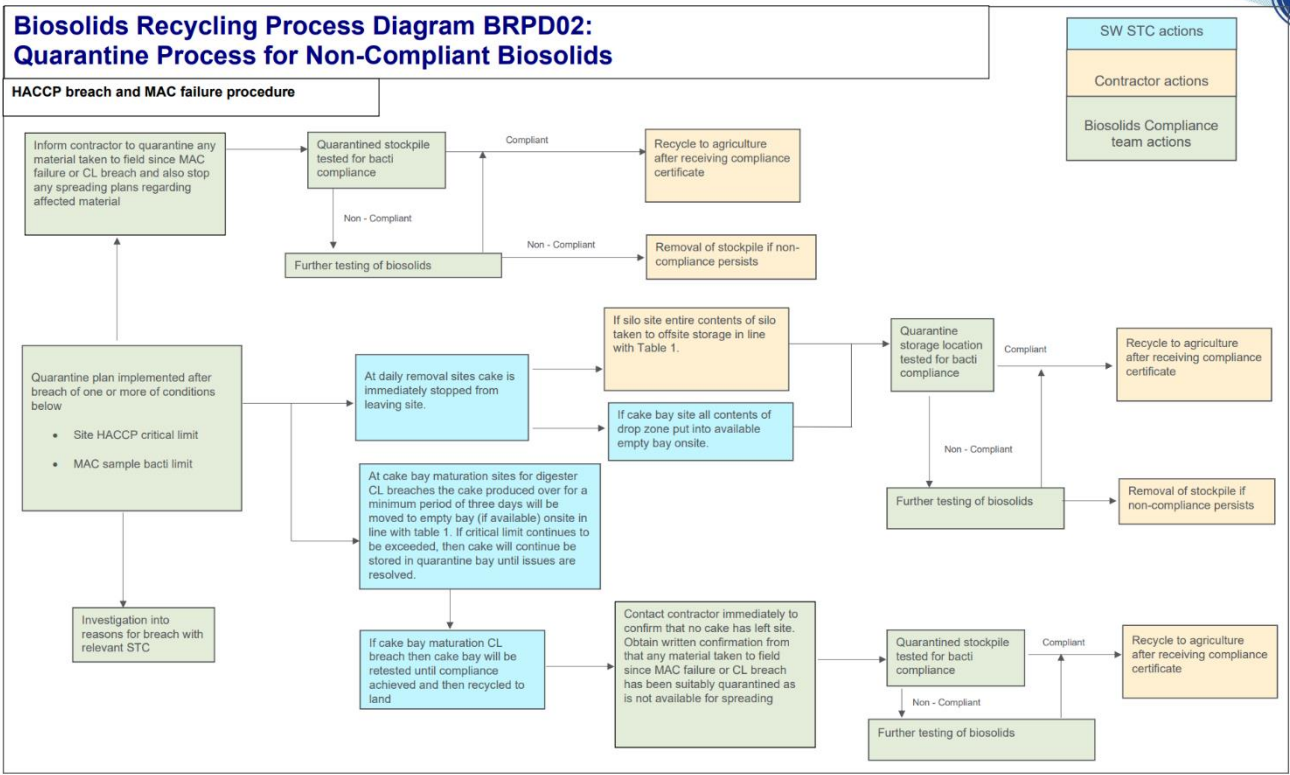 Biosolids Recycling Process Diagram BRPD02:
Quarantine Process for Non-Compliant Biosolids
HACCP breach and MAC failure procedure
SW STC actions
Contractor actions
Biosolids Compliance
team actions
Inform contractor to quarantine any
material taken to field since MAC
failure or CL breach and also stop
any spreading plans regarding
affected material
Quarantined stockpile
tested for bacti
compliance
Compliant
Recycle to agriculture
after receiving compliance
certificate
Non - Compliant
Further testing of biosolids
Non - Compliant
Removal of stockpile if non-
compliance persists
Quarantine plan implemented after
breach of one or more of conditions
below
• Site HACCP critical limit
• MAC sample bacti limit
At daily removal sites cake is
immediately stopped from
leaving site.
If silo site entire contents of silo
taken to offsite storage in line
with Table 1.
If cake bay site all contents of
drop zone put into available
empty bay onsite.
Quarantine
storage location
tested for bacti
compliance
Compliant
Recycle to agriculture
after receiving compliance
certificate
Non - Compliant
Further testing of biosolids
Removal of stockpile if
non-compliance persists
At cake bay maturation sites for digester
CL breaches the cake produced over for a
minimum period of three days will be
moved to empty bay (if available) onsite in
line with table 1. If critical limit continues to
be exceeded, then cake will continue be
stored in quarantine bay until issues are
resolved.
Investigation into
reasons for breach with
relevant STC
If cake bay maturation CL
breach then cake bay will be
retested until compliance
achieved and then recycled to
land
Contact contractor immediately to
confirm that no cake has left site.
Obtain written confirmation from
that any material taken to field
since MAC failure or CL breach
has been suitably quarantined as
is not available for spreading
Quarantined stockpile
tested for bacti
compliance
Compliant
Recycle to agriculture
after receiving compliance
certificate
Non - Compliant
Further testing of biosolids